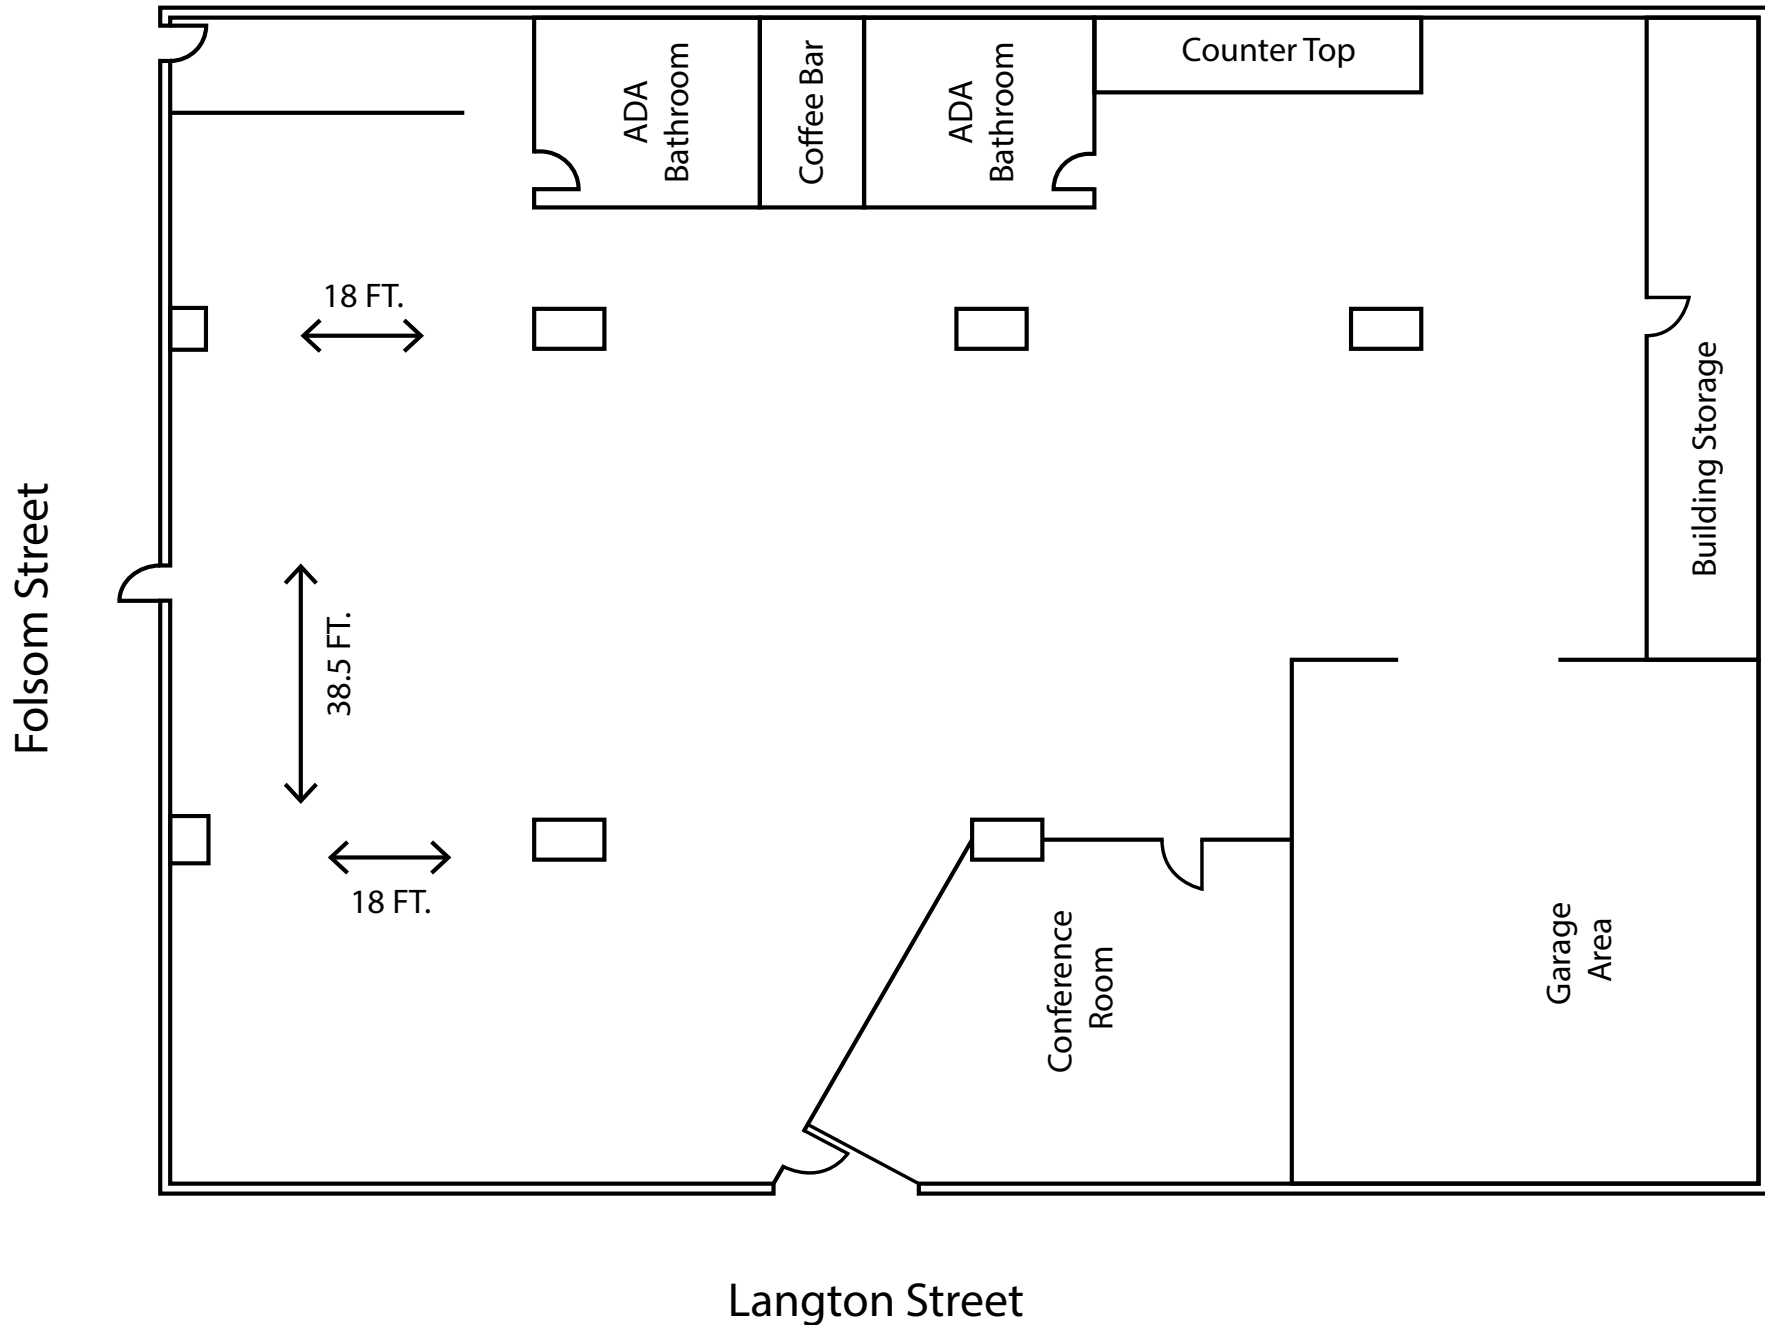 Counter Top
ADA
Bathroom
Coffee Bar
ADA
Bathroom
18 FT.
Building Storage
Folsom Street
38.5 FT.
18 FT.
Conference
Room
Garage
Area
Langton Street